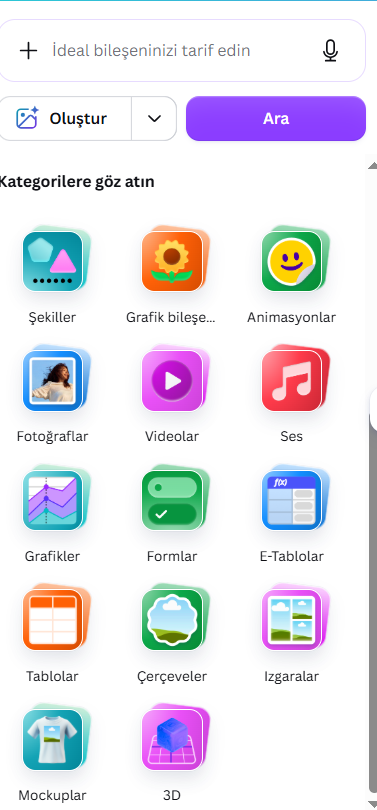 İdeal bileşeninizi tarif edin
Oluştur
Ara
Kategorilere göz atın
Şekiller
Grafik bileşe...
Animasyonlar
Fotoğraflar
Videolar
Ses
Grafikler
Formlar
f(x)
E-Tablolar
Tablolar
Çerçeveler
Izgaralar
Mockuplar
3D